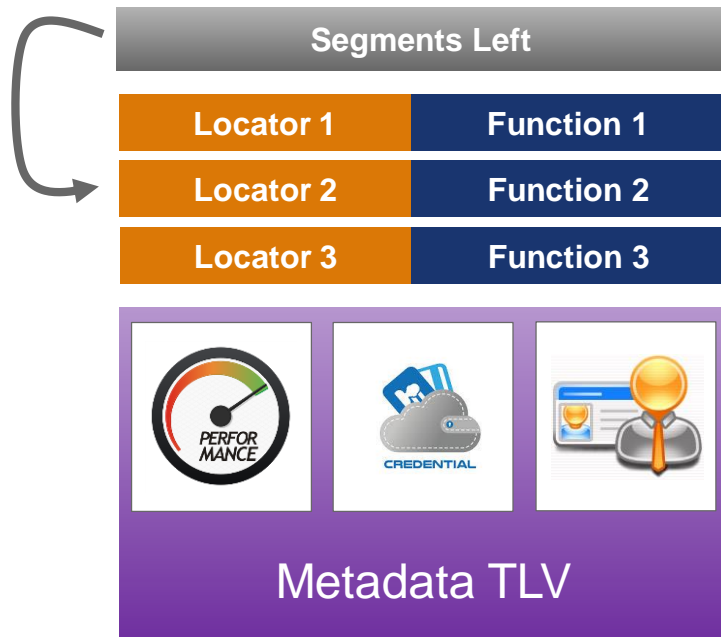 Segments Left
Locator 1 Function 1
Locator 2 Function 2
Locator 3 Function 3
PERFOR
MANCE
CREDENTIAL
Metadata TLV